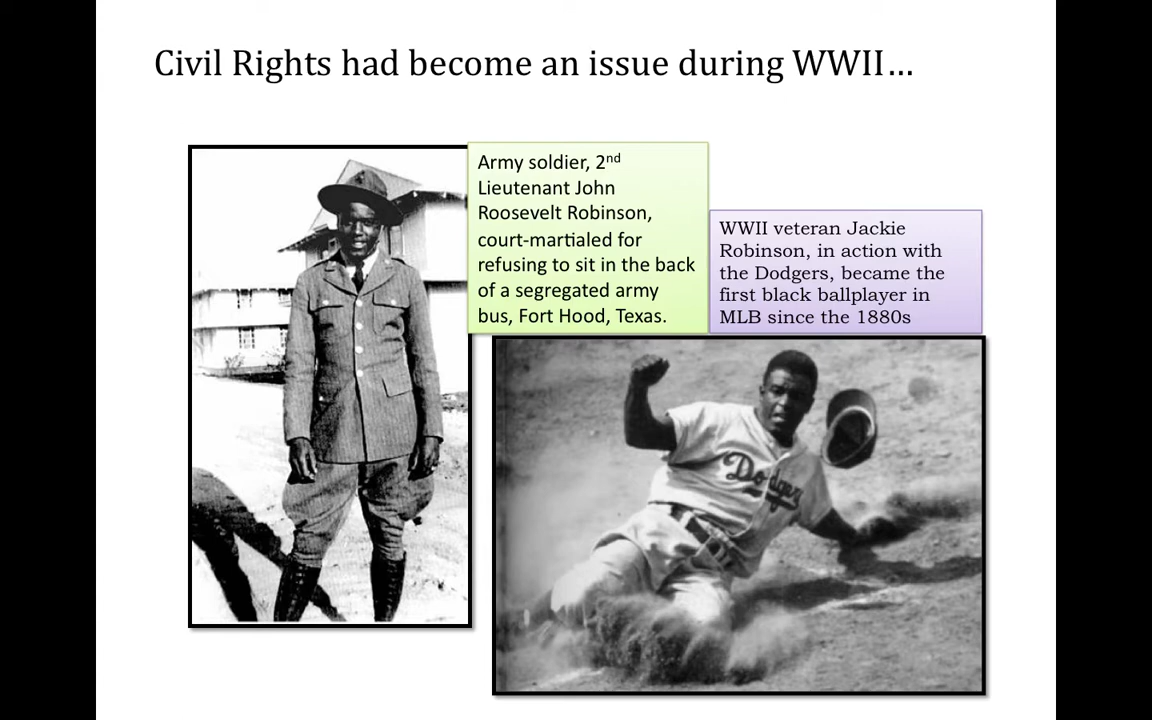 Civil Rights had become an issue during WWII…
Army soldier, 2nd
Lieutenant John
Roosevelt Robinson,
court-martialed for
refusing to sit in the back
of a segregated army
bus, Fort Hood, Texas.
WWII veteran Jackie
Robinson, in action with
the Dodgers, became the
first black ballplayer in
MLB since the 1880s
Dodgers